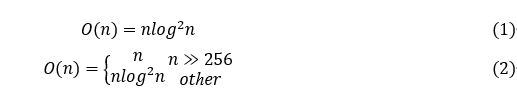 O(n) = nlog²n (1)
O(n) = { n n ≫ 256
nlog²n other (2)